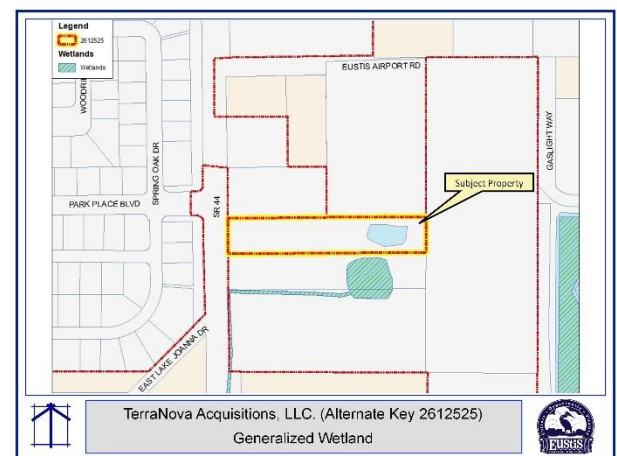 Legend
2612525
Wetlands
Wetlands
WOODRI
SPRING OAK DR
PARK PLACE BLVD
SR 44
EAST LAKE JOANNA DR
EUSTIS AIRPORT RD
GASLIGHT WAY
Subject Property
TerraNova Acquisitions, LLC. (Alternate Key 2612525)
Generalized Wetland
EUSTIS